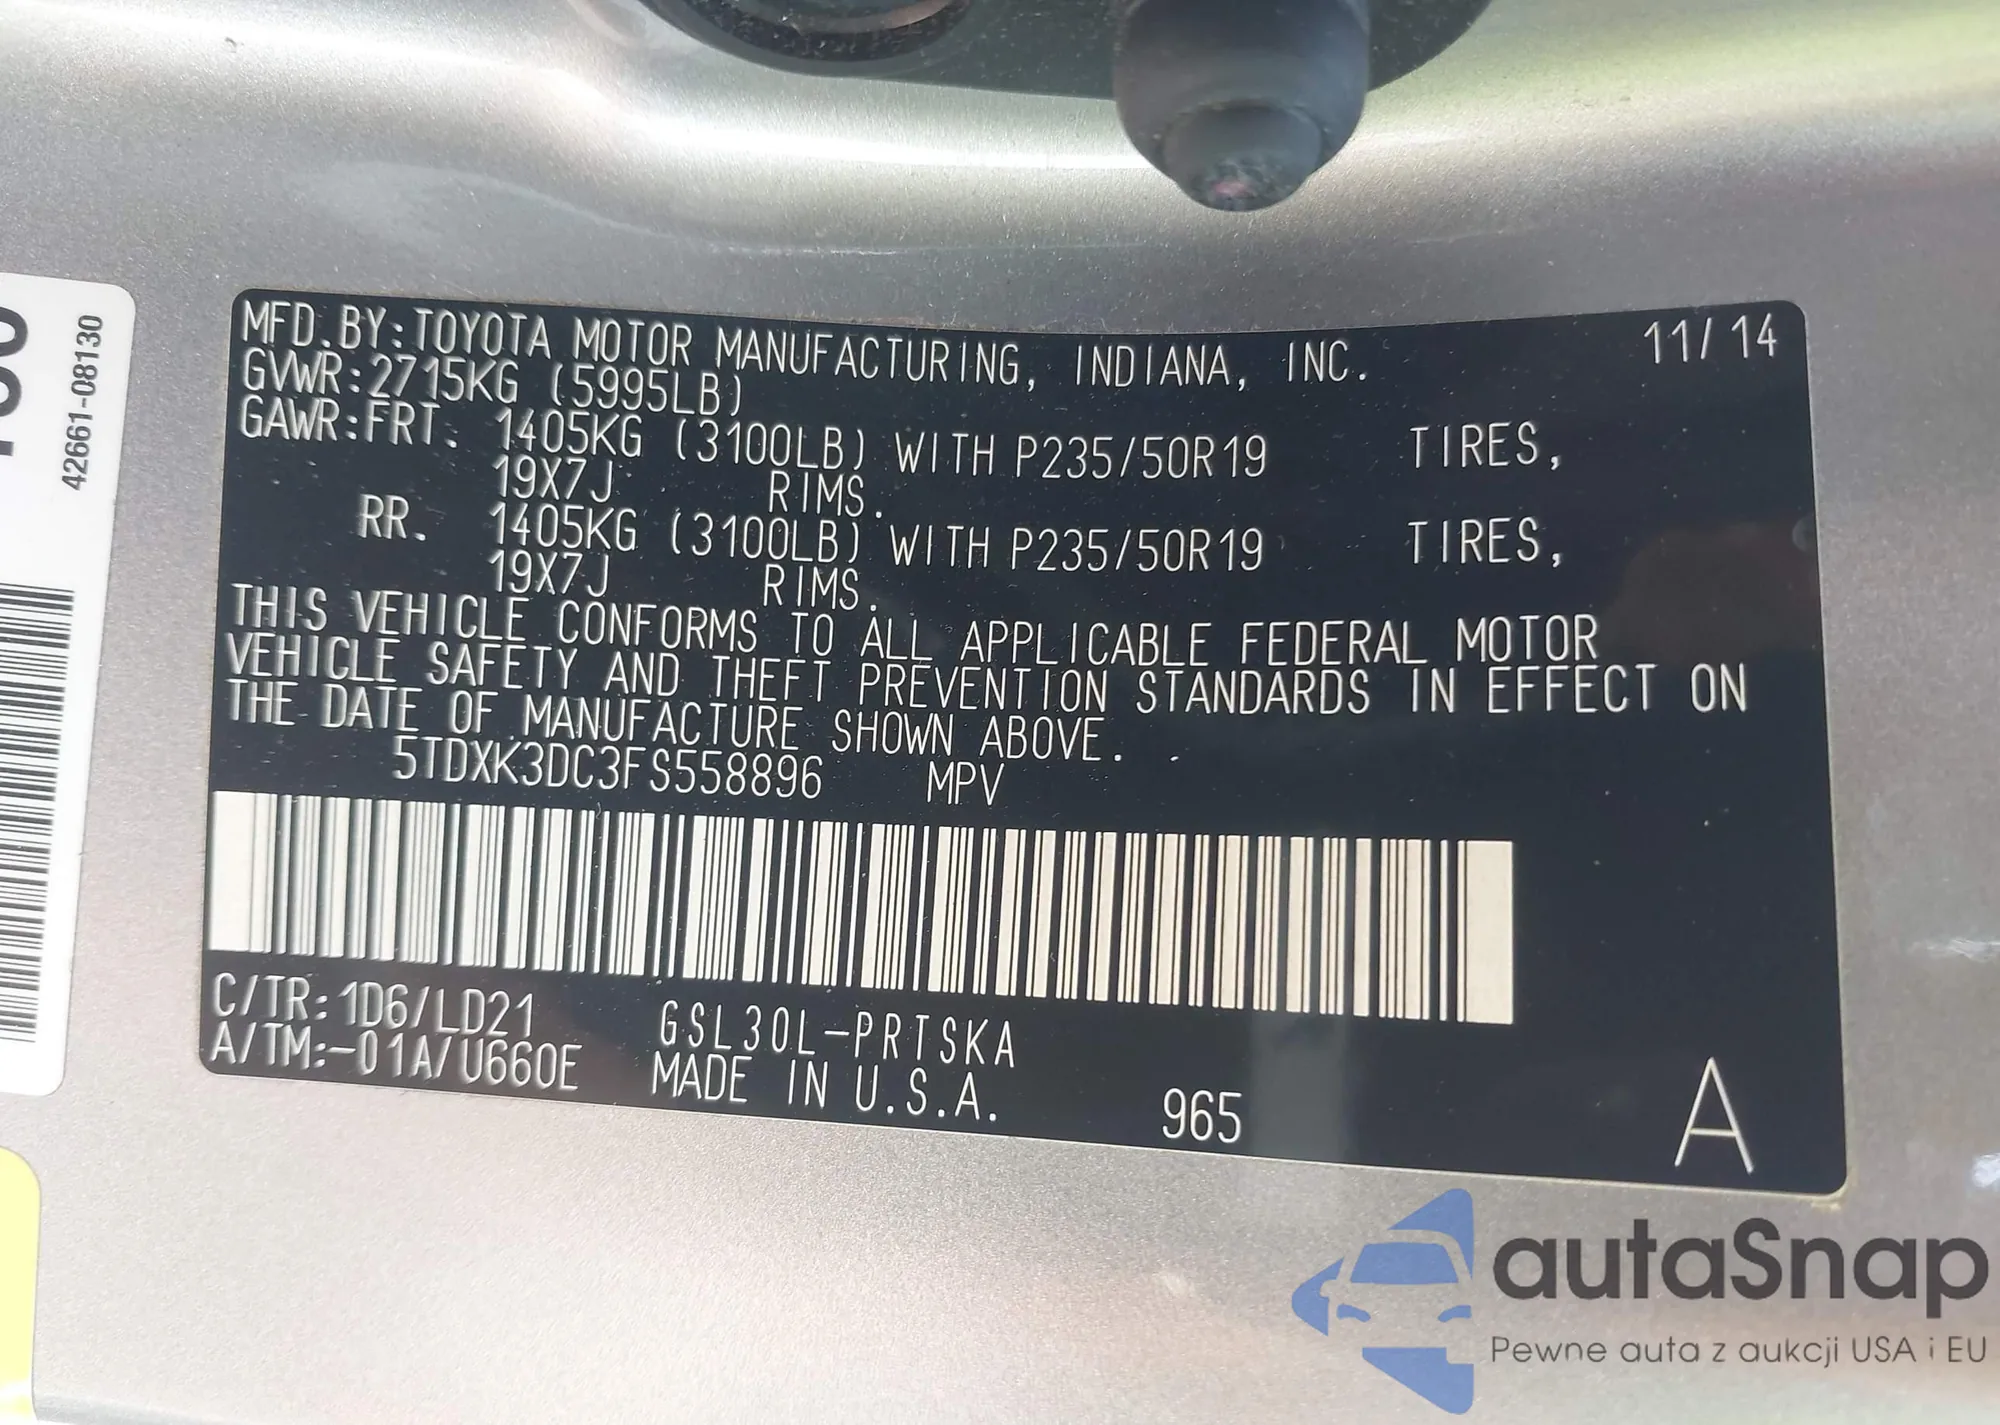 MFD.BY:TOYOTA MOTOR MANUFACTURING, INDIANA, INC. 11/14
GVWR:2715KG (5995LB)
GAWR:FRT. 1405KG (3100LB) WITH P235/50R19 TIRES,
19X7J RIMS.
RR. 1405KG (3100LB) WITH P235/50R19 TIRES,
19X7J RIMS.
THIS VEHICLE CONFORMS TO ALL APPLICABLE FEDERAL MOTOR
VEHICLE SAFETY AND THEFT PREVENTION STANDARDS IN EFFECT ON
THE DATE OF MANUFACTURE SHOWN ABOVE.
5TDXK3DC3FS558896 MPV
C/TR:1D6/LD21 GSL30L-PRTSKA
A/TM:-01A/U660E MADE IN U.S.A. 965 A
42661-08130
autaSnap
Pewne auta z aukcji USA i EU